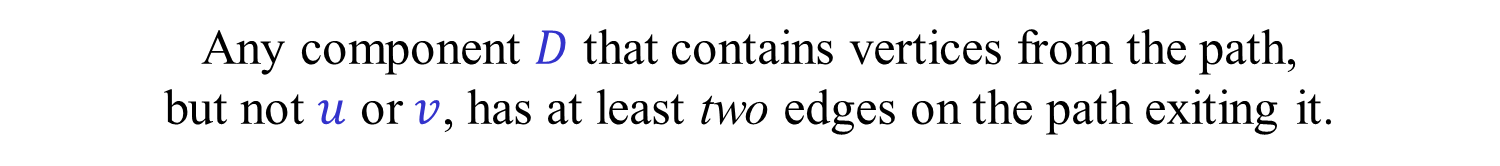 Any component D that contains vertices from the path,
but not u or v, has at least two edges on the path exiting it.